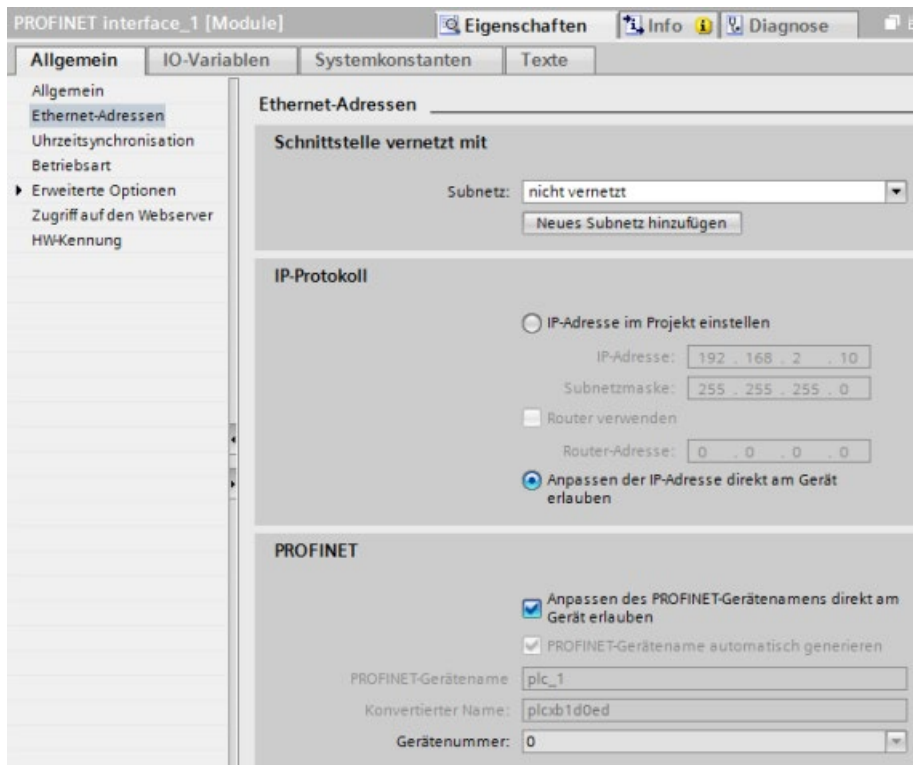 PROFINET interface_1 [Module]
Eigenschaften
Info
Diagnose
Allgemein
IO-Variablen
Systemkonstanten
Texte
Allgemein
Ethernet-Adressen
Uhrzeitsynchronisation
Betriebsart
Erweiterte Optionen
Zugriff auf den Webserver
HW-Kennung
Ethernet-Adressen
Schnittstelle vernetzt mit
Subnetz: nicht vernetzt
Neues Subnetz hinzufügen
IP-Protokoll
IP-Adresse im Projekt einstellen
IP-Adresse: 192 . 168 . 2 . 10
Subnetzmaske: 255 . 255 . 255 . 0
Router verwenden
Router-Adresse: 0 . 0 . 0 . 0
Anpassen der IP-Adresse direkt am Gerät
erlauben
PROFINET
Anpassen des PROFINET-Gerätenamens direkt am
Gerät erlauben
PROFINET-Gerätename automatisch generieren
PROFINET-Gerätename plc_1
Konvertierter Name: plcxb1d0ed
Gerätenummer: 0